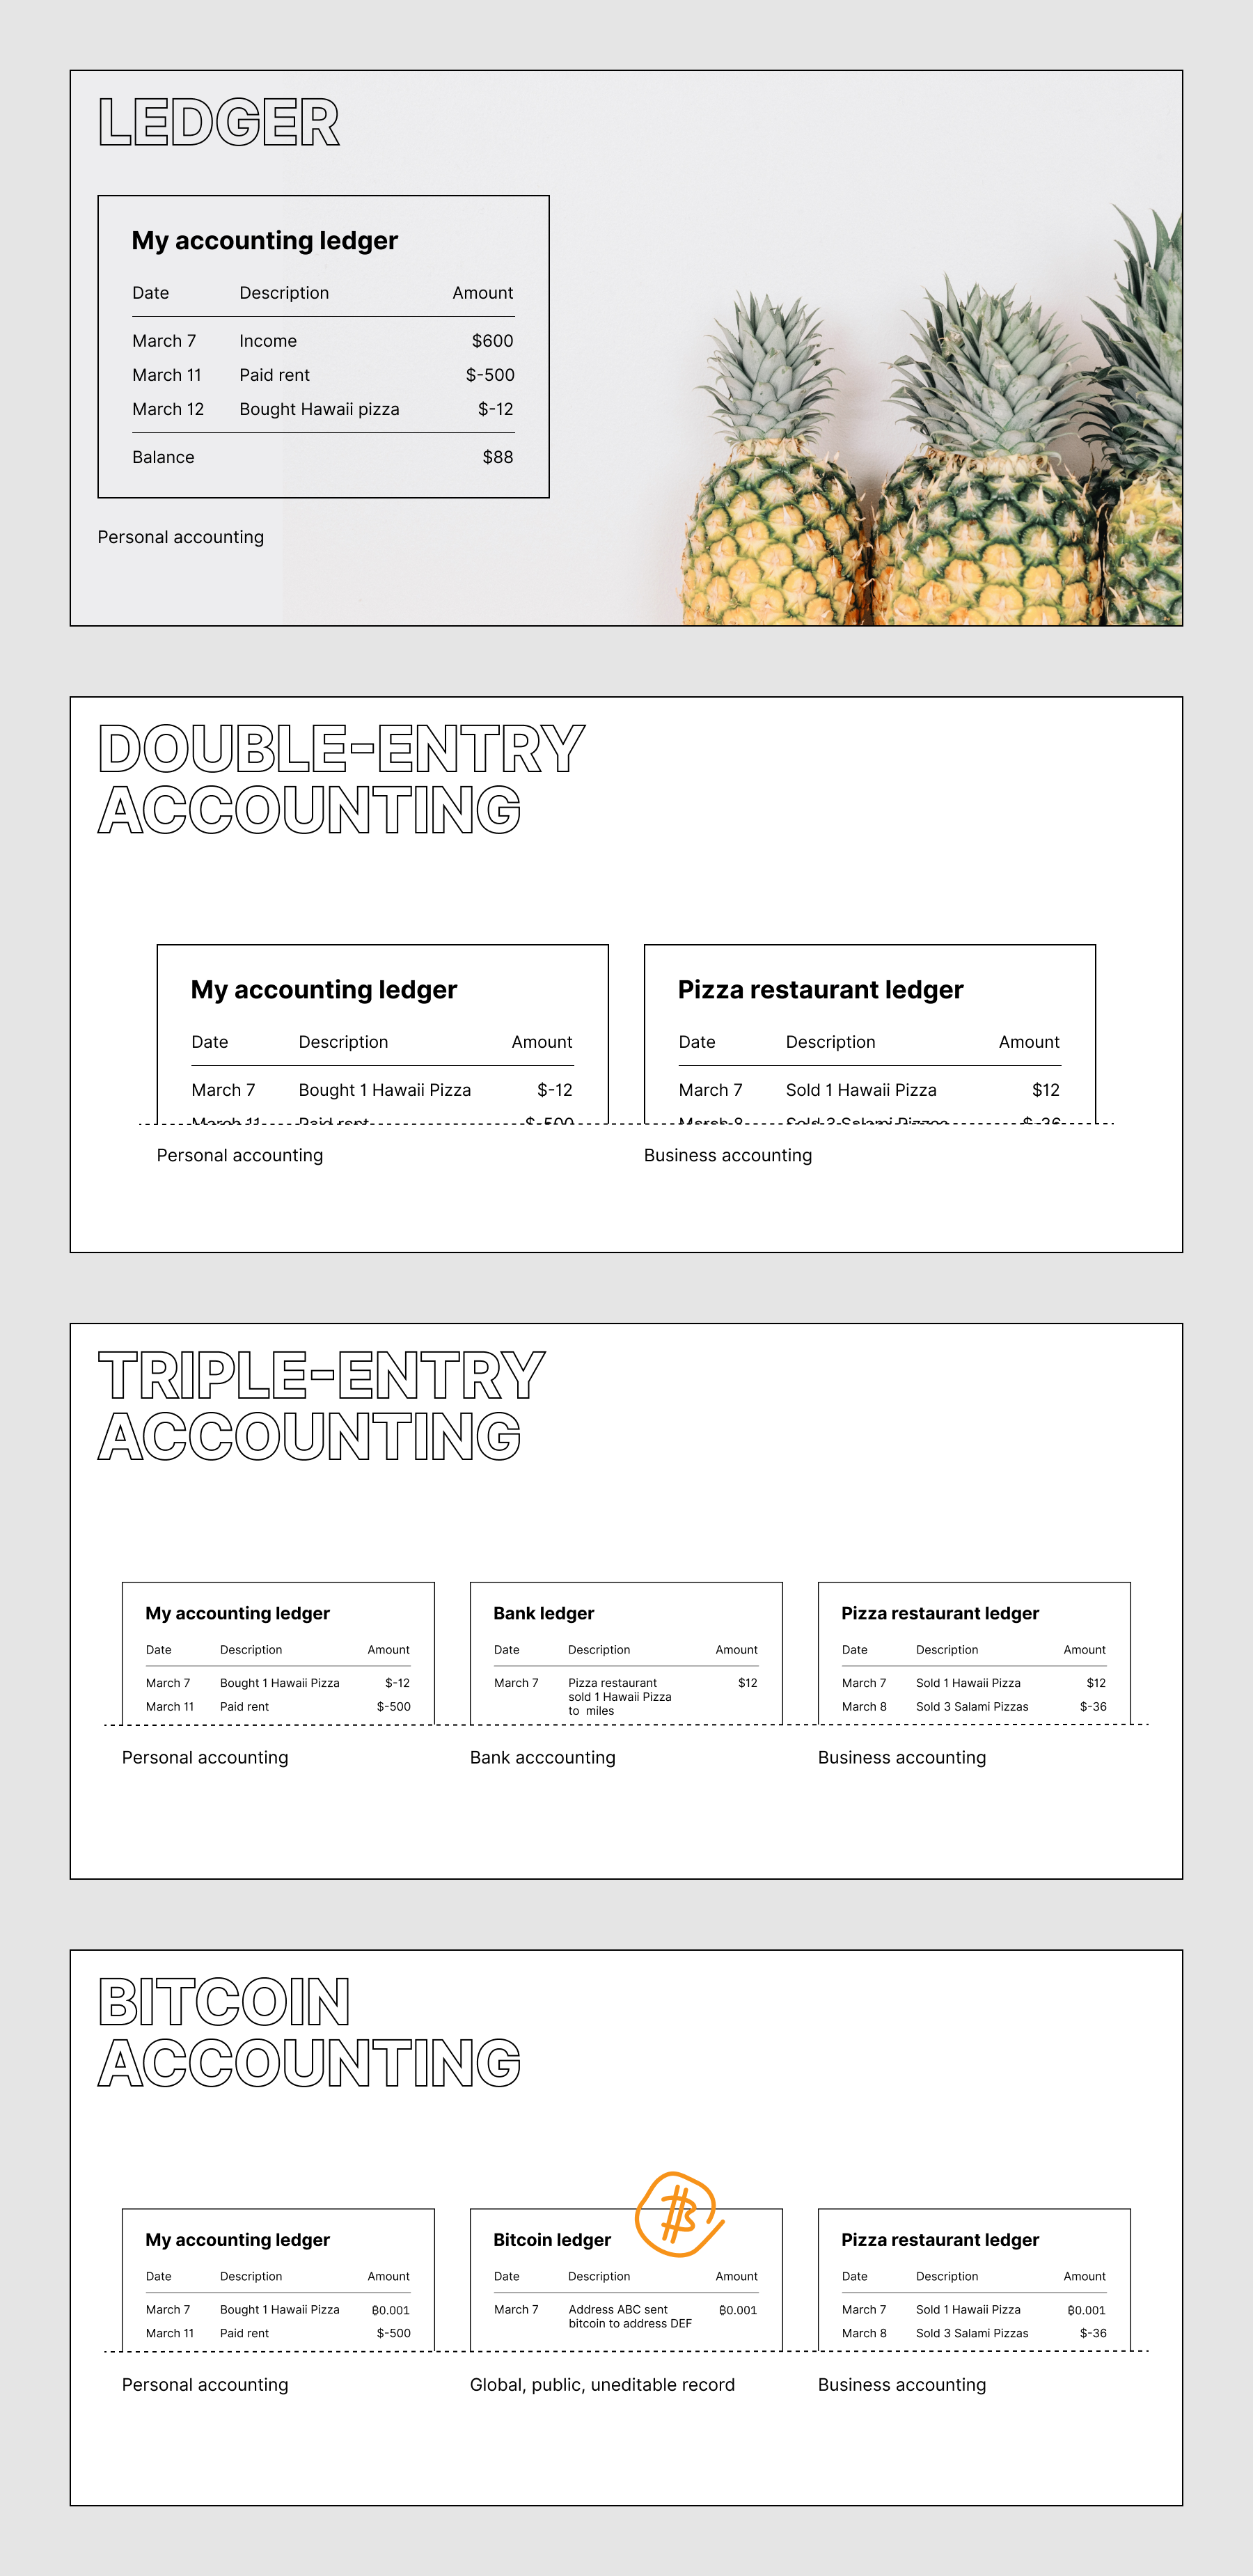 LEDGER
My accounting ledger
Date Description Amount
March 7 Income $600
March 11 Paid rent $-500
March 12 Bought Hawaii pizza $-12
Balance $88
Personal accounting
DOUBLE-ENTRY
ACCOUNTING
My accounting ledger
Date Description Amount
March 7 Bought 1 Hawaii Pizza $-12
March 11 Paid rent $-500
Personal accounting
Pizza restaurant ledger
Date Description Amount
March 7 Sold 1 Hawaii Pizza $12
March 8 Sold 3 Salami Pizzas $-36
Business accounting
TRIPLE-ENTRY
ACCOUNTING
My accounting ledger
Date Description Amount
March 7 Bought 1 Hawaii Pizza $-12
March 11 Paid rent $-500
Personal accounting
Bank ledger
Date Description Amount
March 7 Pizza restaurant $12
sold 1 Hawaii Pizza
to miles
Bank acccounting
Pizza restaurant ledger
Date Description Amount
March 7 Sold 1 Hawaii Pizza $12
March 8 Sold 3 Salami Pizzas $-36
Business accounting
BITCOIN
ACCOUNTING
My accounting ledger
Date Description Amount
March 7 Bought 1 Hawaii Pizza ₿0.001
March 11 Paid rent $-500
Personal accounting
₿
Bitcoin ledger
Date Description Amount
March 7 Address ABC sent ₿0.001
bitcoin to address DEF
Global, public, uneditable record
Pizza restaurant ledger
Date Description Amount
March 7 Sold 1 Hawaii Pizza ₿0.001
March 8 Sold 3 Salami Pizzas $-36
Business accounting